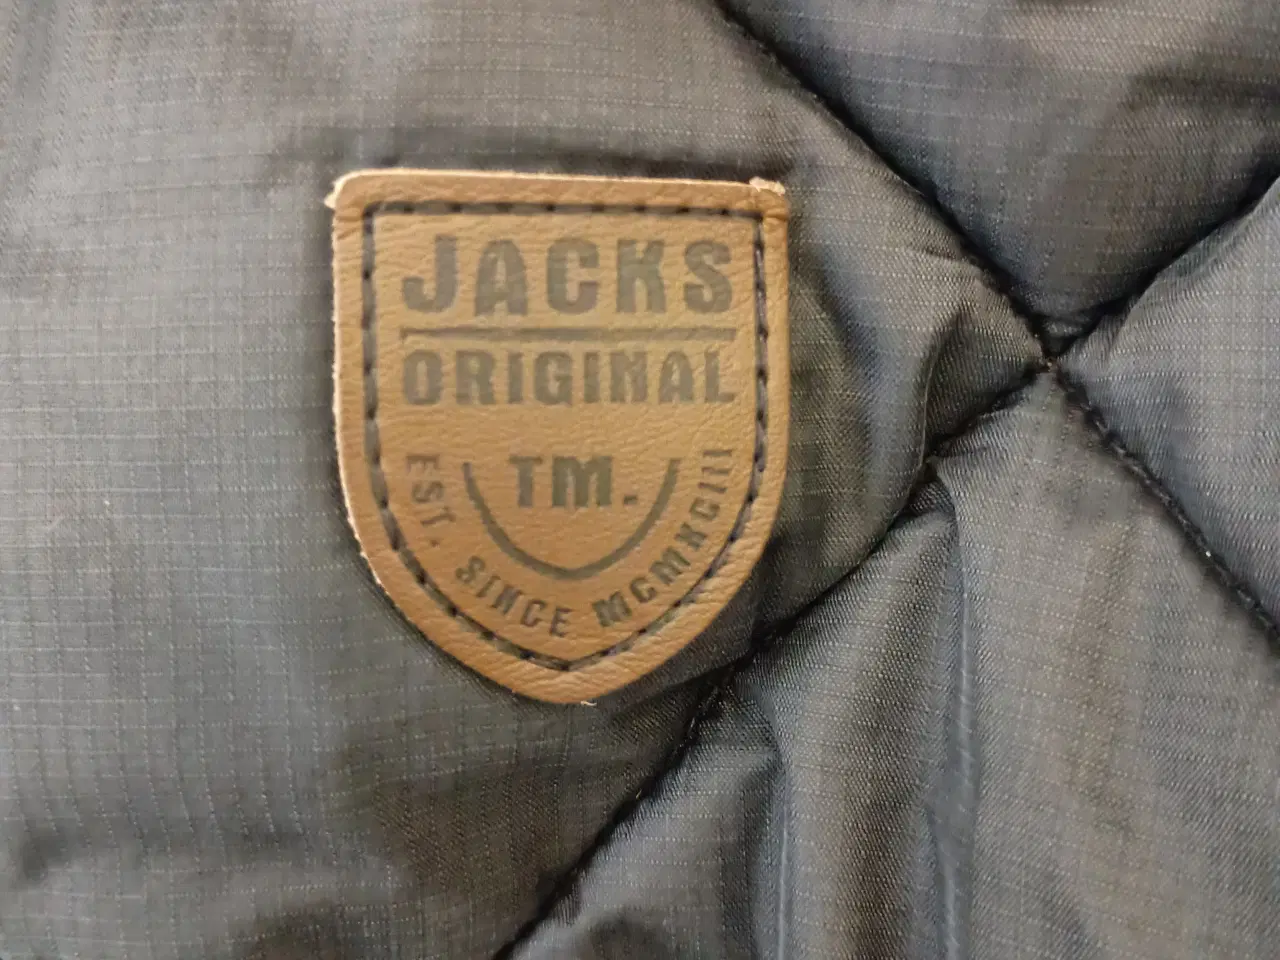 JACKS
ORIGINAL
TM.
EST. SINCE MCMXCIII